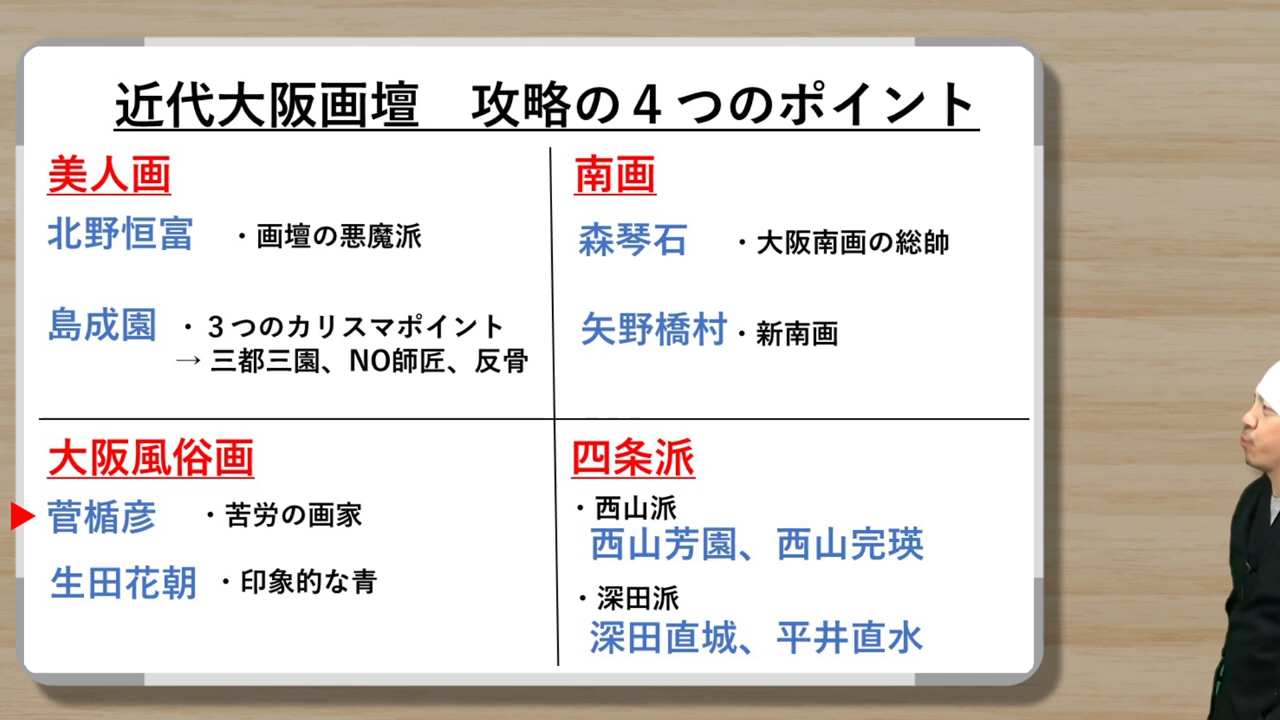 近代大阪画壇　攻略の４つのポイント
美人画
北野恒富　・画壇の悪魔派
島成園　・３つのカリスマポイント
→ 三都三園、NO師匠、反骨
南画
森琴石　・大阪南画の総帥
矢野橋村・新南画
大阪風俗画
菅楯彦　・苦労の画家
生田花朝　・印象的な青
四条派
・西山派
西山芳園、西山完瑛
・深田派
深田直城、平井直水